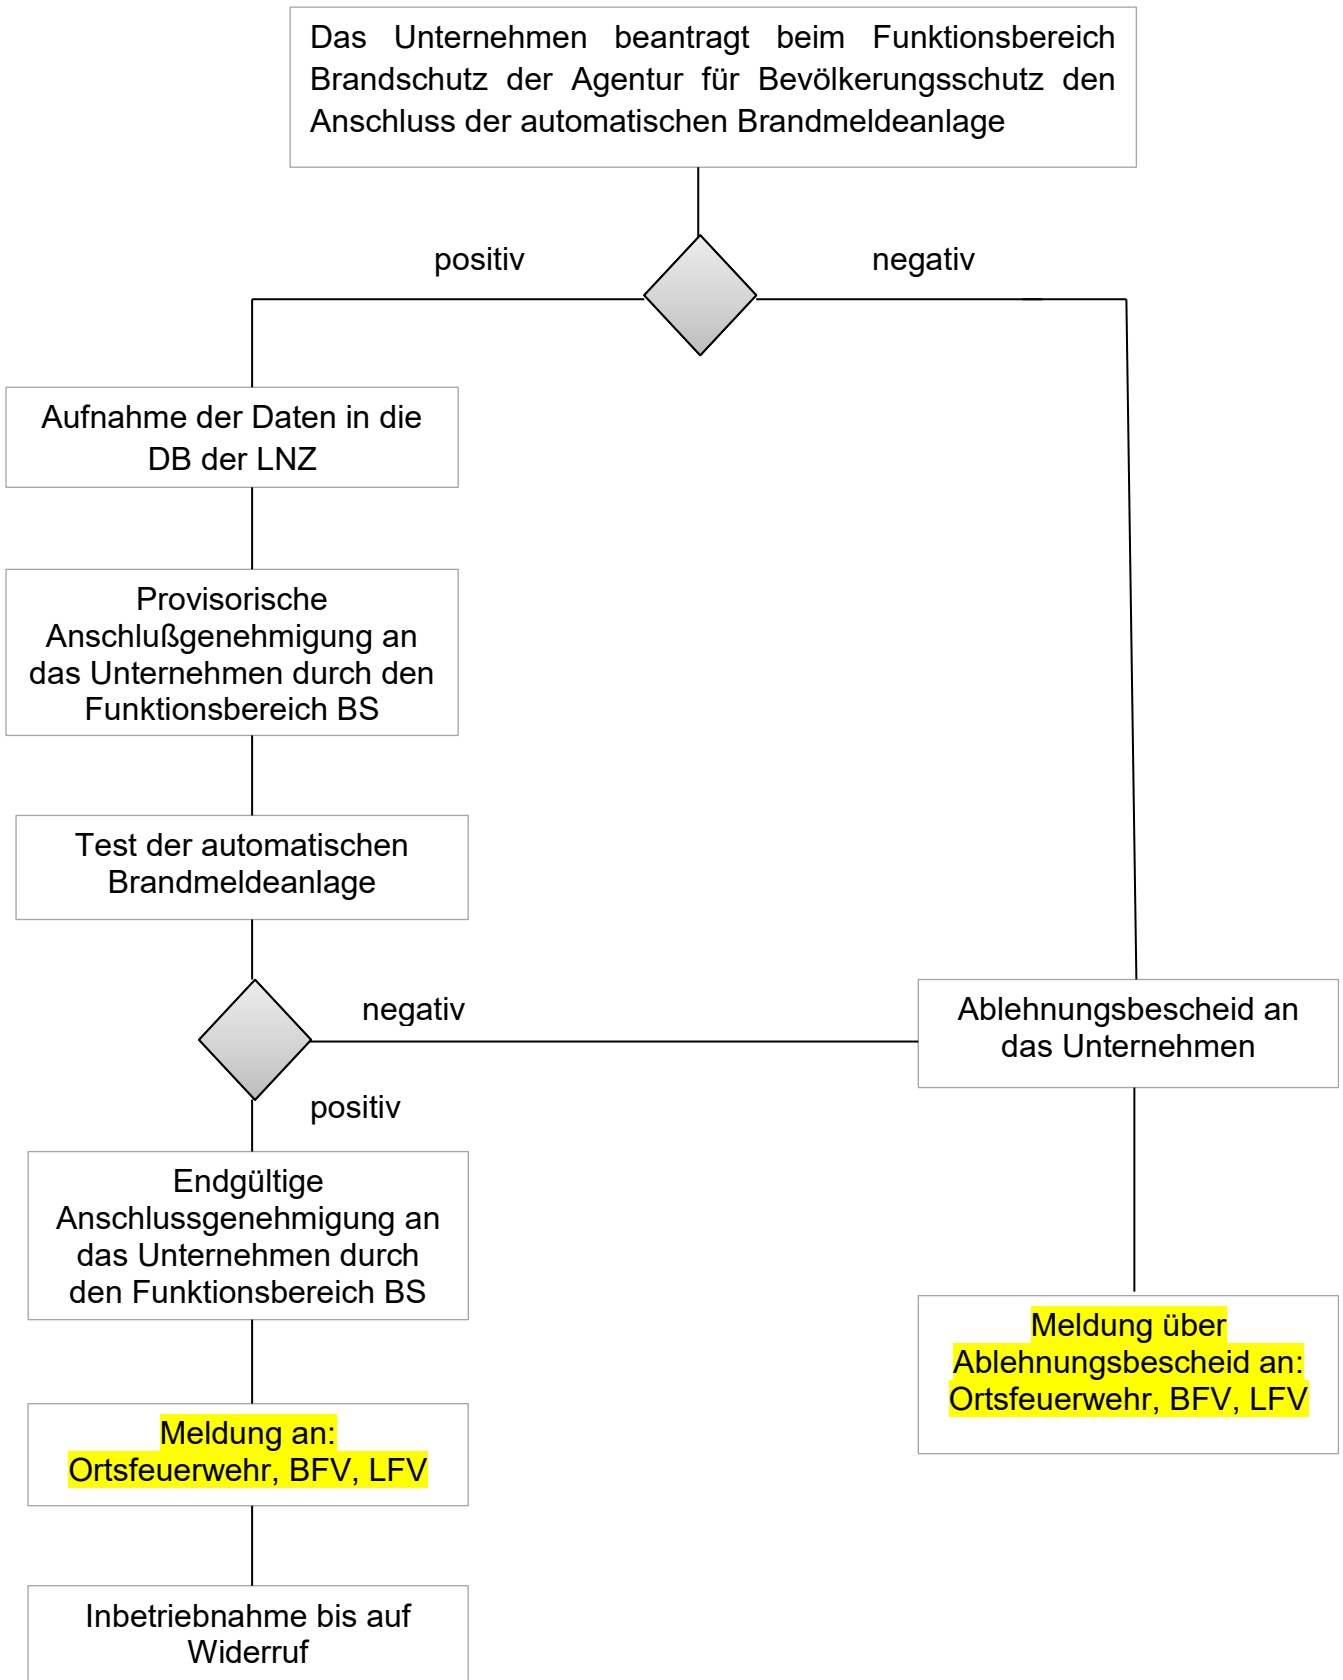 Das Unternehmen beantragt beim Funktionsbereich
Brandschutz der Agentur für Bevölkerungsschutz den
Anschluss der automatischen Brandmeldeanlage
positiv
negativ
Aufnahme der Daten in die
DB der LNZ
Provisorische
Anschlußgenehmigung an
das Unternehmen durch den
Funktionsbereich BS
Test der automatischen
Brandmeldeanlage
negativ
Ablehnungsbescheid an
das Unternehmen
positiv
Endgültige
Anschlussgenehmigung an
das Unternehmen durch
den Funktionsbereich BS
Meldung über
Ablehnungsbescheid an:
Ortsfeuerwehr, BFV, LFV
Meldung an:
Ortsfeuerwehr, BFV, LFV
Inbetriebnahme bis auf
Widerruf